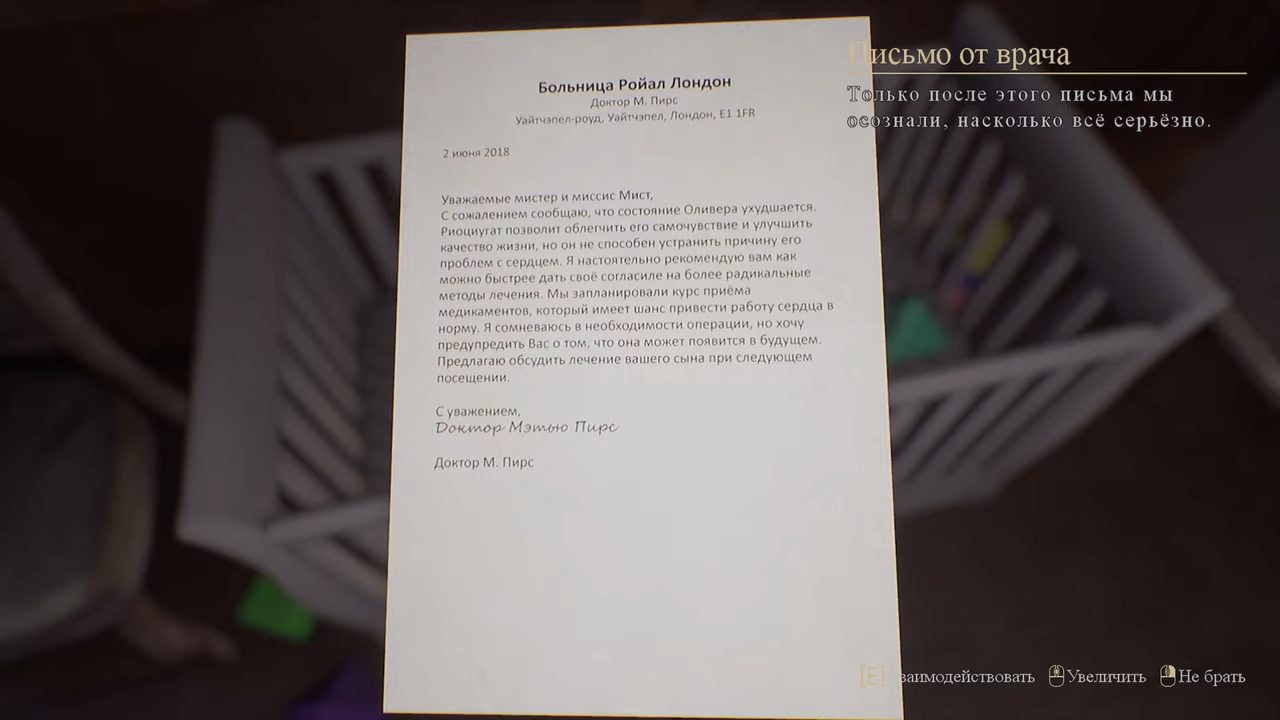 Больница Ройал Лондон
Доктор М. Пирс
Уайтчэпел-роуд, Уайтчэпел, Лондон, E1 1FR
2 июня 2018
Уважаемые мистер и миссис Мист,
С сожалением сообщаю, что состояние Оливера ухудшается.
Риоцигуат позволит облегчить его самочувствие и улучшить
качество жизни, но он не способен устранить причину его
проблем с сердцем. Я настоятельно рекомендую вам как
можно быстрее дать своё согласиле на более радикальные
методы лечения. Мы запланировали курс приёма
медикаментов, который имеет шанс привести работу сердца в
норму. Я сомневаюсь в необходимости операции, но хочу
предупредить Вас о том, что она может появится в будущем.
Предлагаю обсудить лечение вашего сына при следующем
посещении.
С уважением,
Доктор Мэтью Пирс
Доктор М. Пирс
Письмо от врача
Только после этого письма мы
осознали, насколько всё серьёзно.
[E] Взаимодействовать Увеличить Не брать